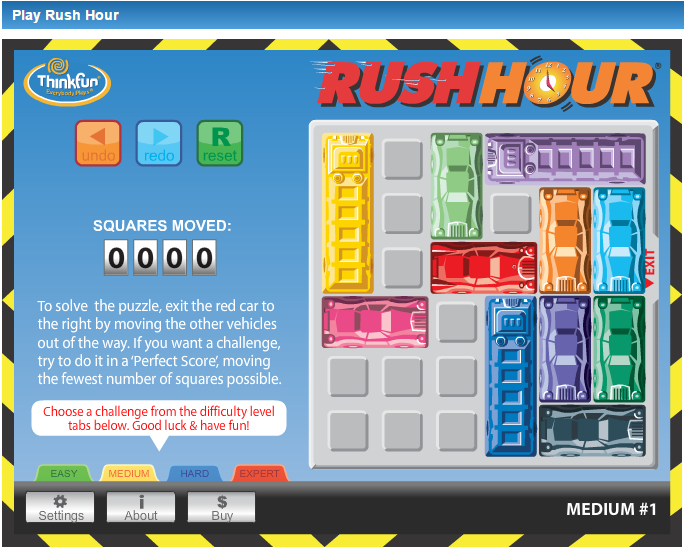 Play Rush Hour
Thinkfun
Everybody Plays!
RUSH HOUR®
undo
redo
R
reset
SQUARES MOVED:
0000
EXIT
To solve the puzzle, exit the red car to
the right by moving the other vehicles
out of the way. If you want a challenge,
try to do it in a 'Perfect Score', moving
the fewest number of squares possible.
Choose a challenge from the difficulty level
tabs below. Good luck & have fun!
EASY
MEDIUM
HARD
EXPERT
Settings
i
About
$
Buy
MEDIUM #1